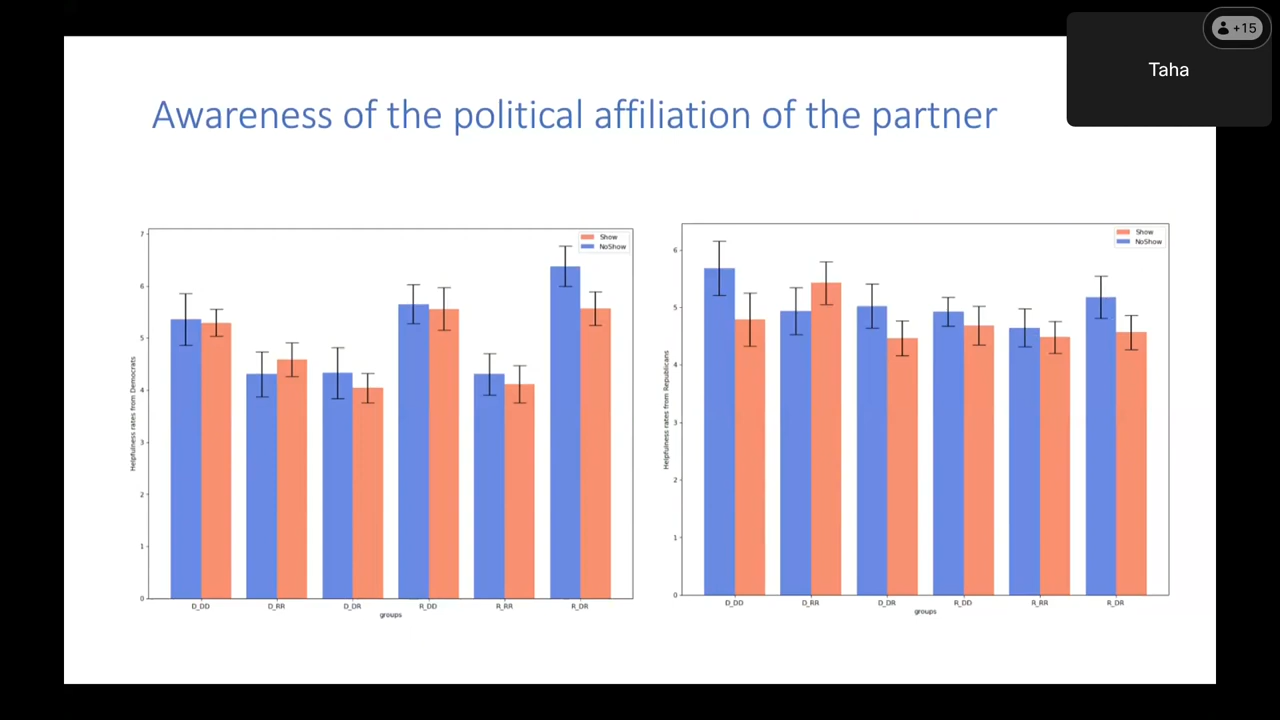 +15
Taha
Awareness of the political affiliation of the partner
Helpfulness rates from Democrats
7
6
5
4
3
2
1
0
Show
NoShow
D_DD
D_RR
D_DR
R_DD
R_RR
R_DR
groups
Helpfulness rates from Republicans
6
5
4
3
2
1
0
Show
NoShow
D_DD
D_RR
D_DR
R_DD
R_RR
R_DR
groups